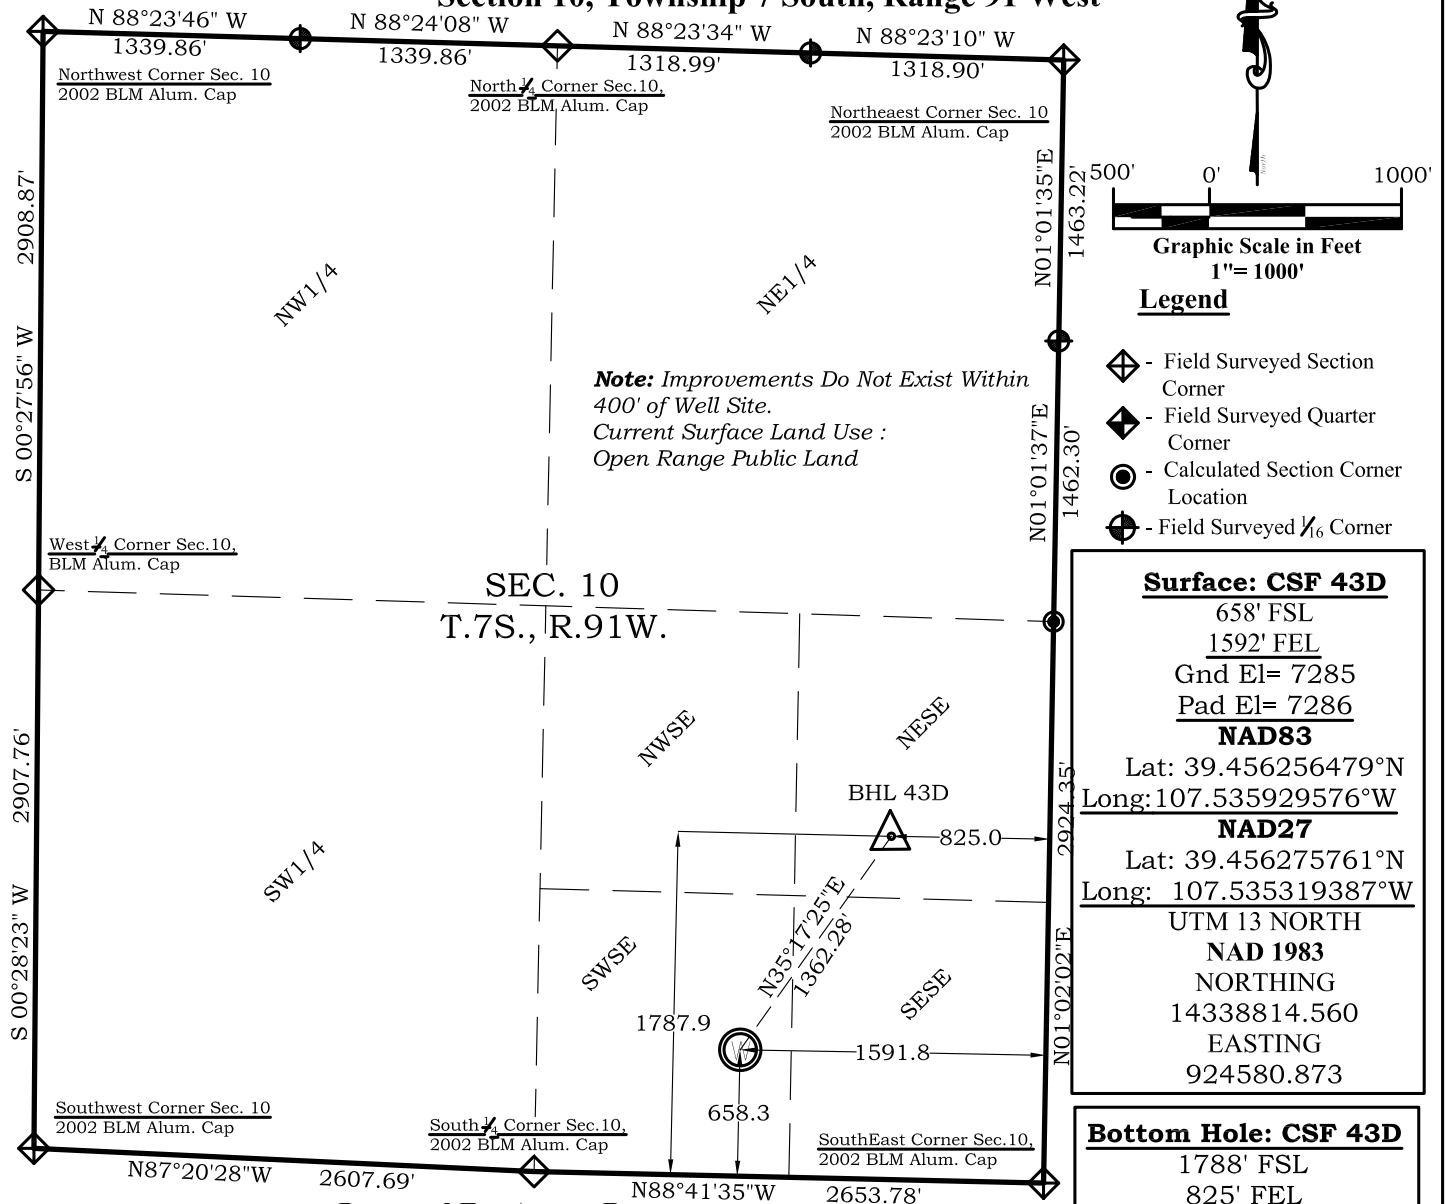 Section 10, Township 7 South, Range 91 West
N 88°23'46" W
1339.86'
N 88°24'08" W
1339.86'
N 88°23'34" W
1318.99'
N 88°23'10" W
1318.90'
Northwest Corner Sec. 10
2002 BLM Alum. Cap
North 1/4 Corner Sec.10,
2002 BLM Alum. Cap
Northeaest Corner Sec. 10
2002 BLM Alum. Cap
2908.87'
S 00°27'56" W
NW1/4
NE1/4
N01°01'35"E
1463.22'
N01°01'37"E
1462.30'
Note: Improvements Do Not Exist Within
400' of Well Site.
Current Surface Land Use :
Open Range Public Land
West 1/4 Corner Sec.10,
BLM Alum. Cap
SEC. 10
T.7S., R.91W.
2907.76'
S 00°28'23" W
SW1/4
NWSE
NESE
BHL 43D
825.0
2924.35'
N01°02'02"E
N35°17'25"E
1362.28'
SWSE
SESE
1787.9
1591.8
658.3
Southwest Corner Sec. 10
2002 BLM Alum. Cap
South 1/4 Corner Sec.10,
2002 BLM Alum. Cap
SouthEast Corner Sec.10,
2002 BLM Alum. Cap
N87°20'28"W
2607.69'
N88°41'35"W
2653.78'
North
500'
0'
1000'
Graphic Scale in Feet
1"= 1000'
Legend
- Field Surveyed Section
Corner
- Field Surveyed Quarter
Corner
- Calculated Section Corner
Location
- Field Surveyed 1/16 Corner
Surface: CSF 43D
658' FSL
1592' FEL
Gnd El= 7285
Pad El= 7286
NAD83
Lat: 39.456256479°N
Long:107.535929576°W
NAD27
Lat: 39.456275761°N
Long: 107.535319387°W
UTM 13 NORTH
NAD 1983
NORTHING
14338814.560
EASTING
924580.873
Bottom Hole: CSF 43D
1788' FSL
825' FEL